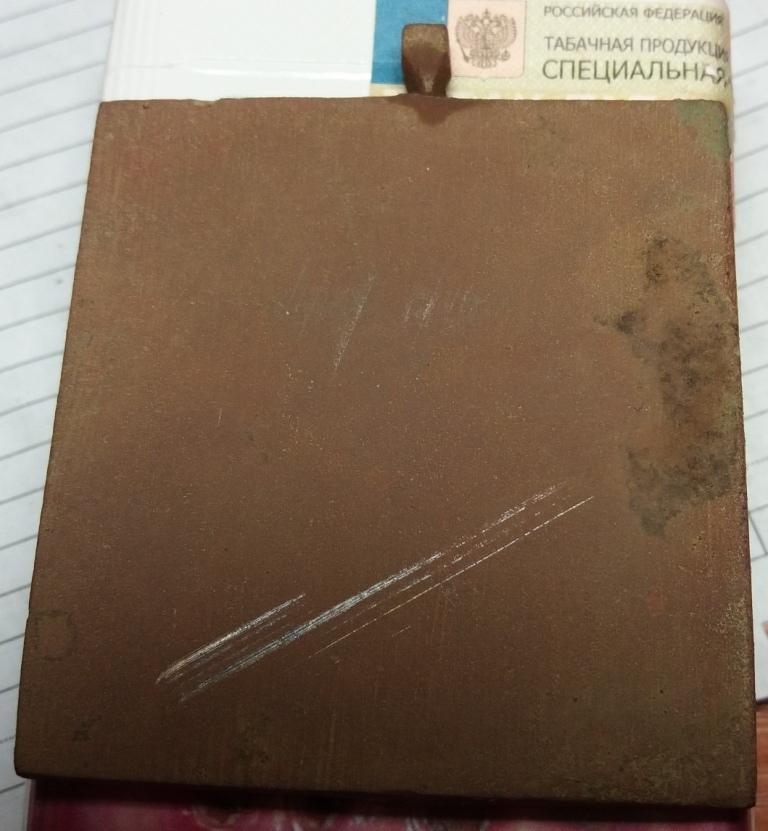 РОССИЙСКАЯ ФЕДЕРАЦИЯ
ТАБАЧНАЯ ПРОДУКЦИ
СПЕЦИАЛЬНАЯ